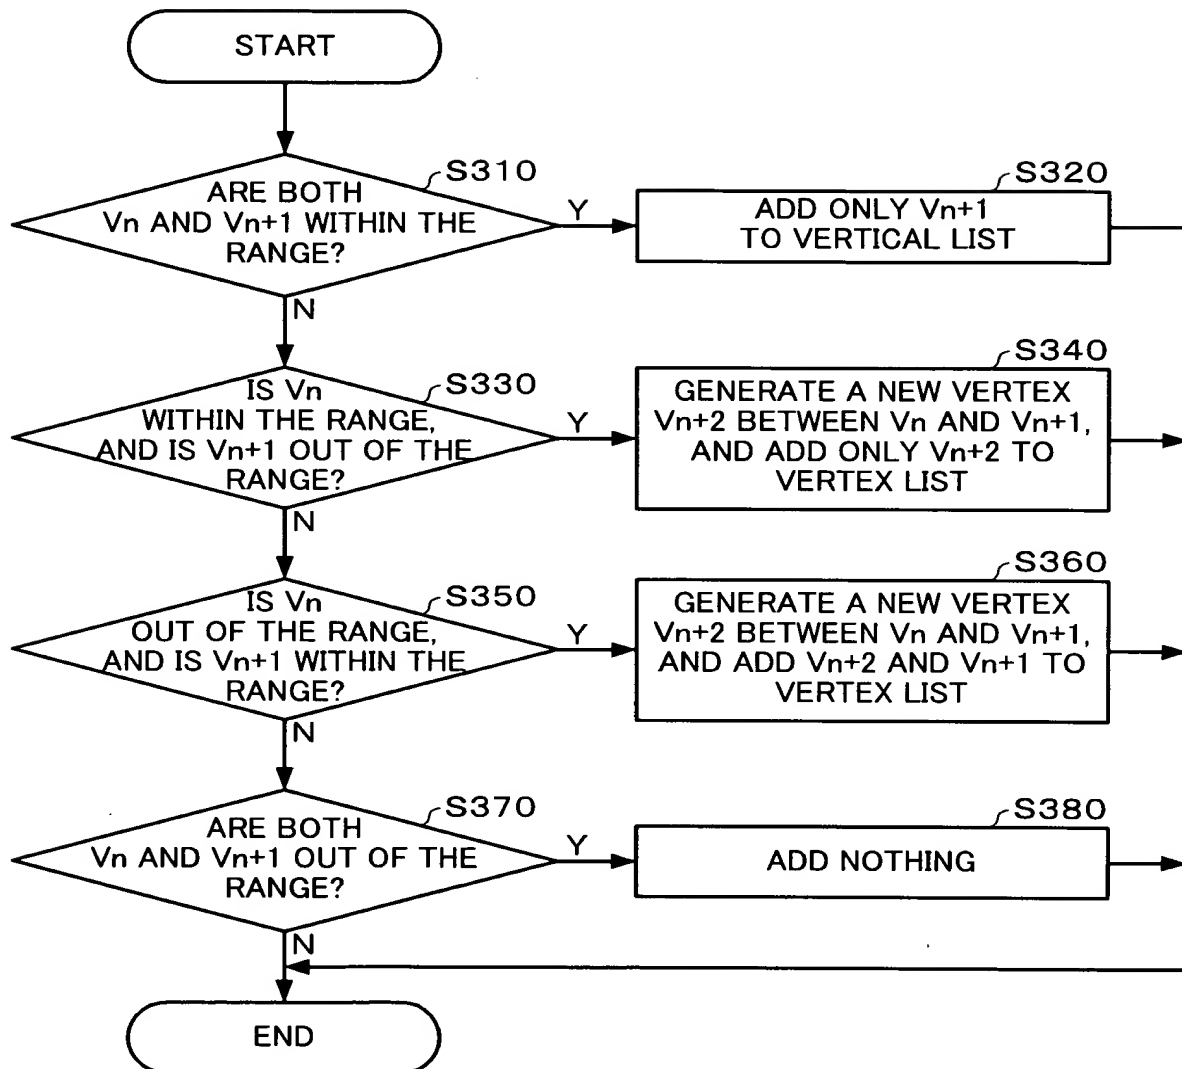 START
S310
ARE BOTH
Vn AND Vn+1 WITHIN THE
RANGE?
Y
N
S320
ADD ONLY Vn+1
TO VERTICAL LIST
S330
IS Vn
WITHIN THE RANGE,
AND IS Vn+1 OUT OF THE
RANGE?
Y
N
S340
GENERATE A NEW VERTEX
Vn+2 BETWEEN Vn AND Vn+1,
AND ADD ONLY Vn+2 TO
VERTEX LIST
S350
IS Vn
OUT OF THE RANGE,
AND IS Vn+1 WITHIN THE
RANGE?
Y
N
S360
GENERATE A NEW VERTEX
Vn+2 BETWEEN Vn AND Vn+1,
AND ADD Vn+2 AND Vn+1 TO
VERTEX LIST
S370
ARE BOTH
Vn AND Vn+1 OUT OF THE
RANGE?
Y
N
S380
ADD NOTHING
END